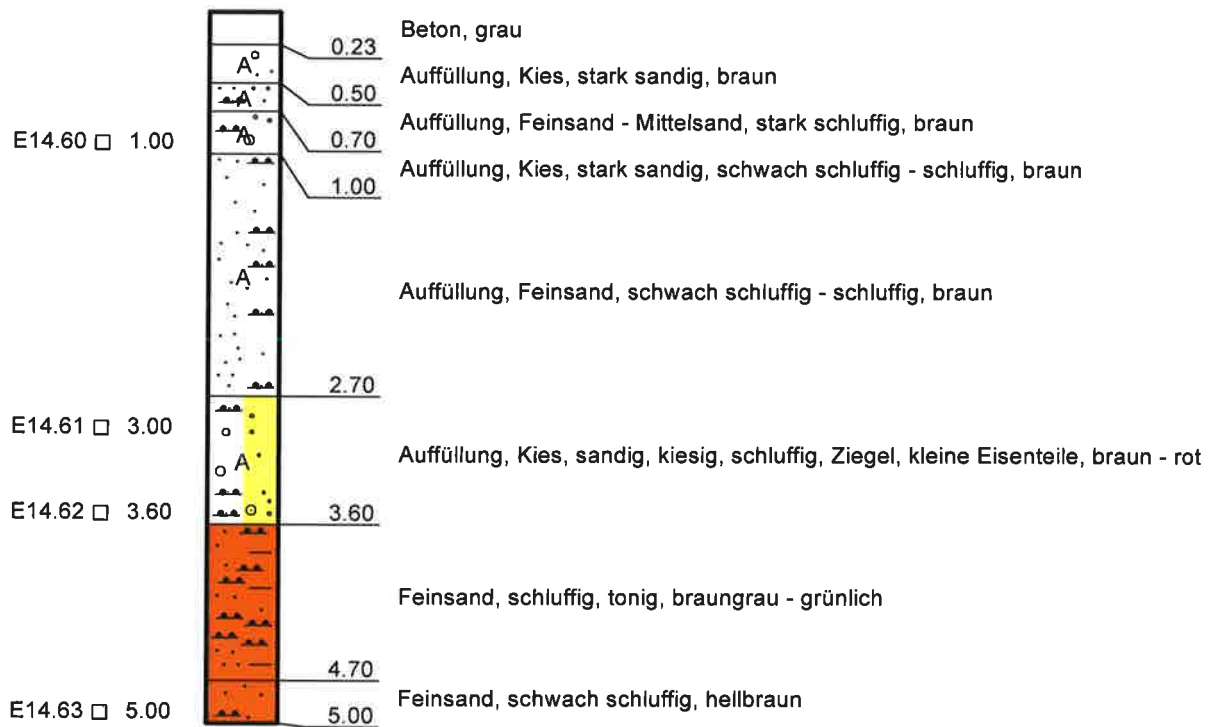 Beton, grau
0.23
A
Auffüllung, Kies, stark sandig, braun
0.50
A
Auffüllung, Feinsand - Mittelsand, stark schluffig, braun
E14.60 1.00
A
0.70
Auffüllung, Kies, stark sandig, schwach schluffig - schluffig, braun
1.00
A
Auffüllung, Feinsand, schwach schluffig - schluffig, braun
2.70
E14.61 3.00
A
Auffüllung, Kies, sandig, kiesig, schluffig, Ziegel, kleine Eisenteile, braun - rot
E14.62 3.60
3.60
Feinsand, schluffig, tonig, braungrau - grünlich
4.70
Feinsand, schwach schluffig, hellbraun
E14.63 5.00
5.00